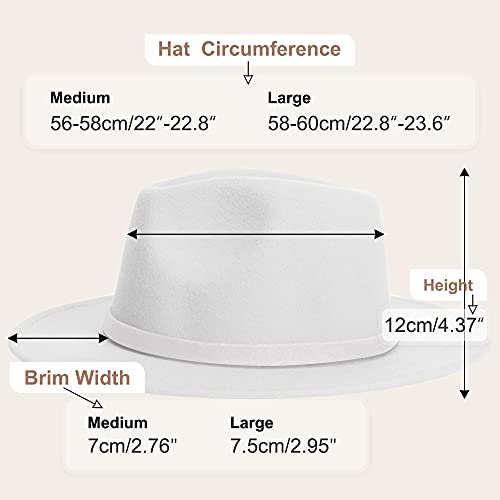 Hat Circumference
Medium Large
56-58cm/22″-22.8″ 58-60cm/22.8″-23.6″
Height
12cm/4.37″
Brim Width
Medium Large
7cm/2.76" 7.5cm/2.95"